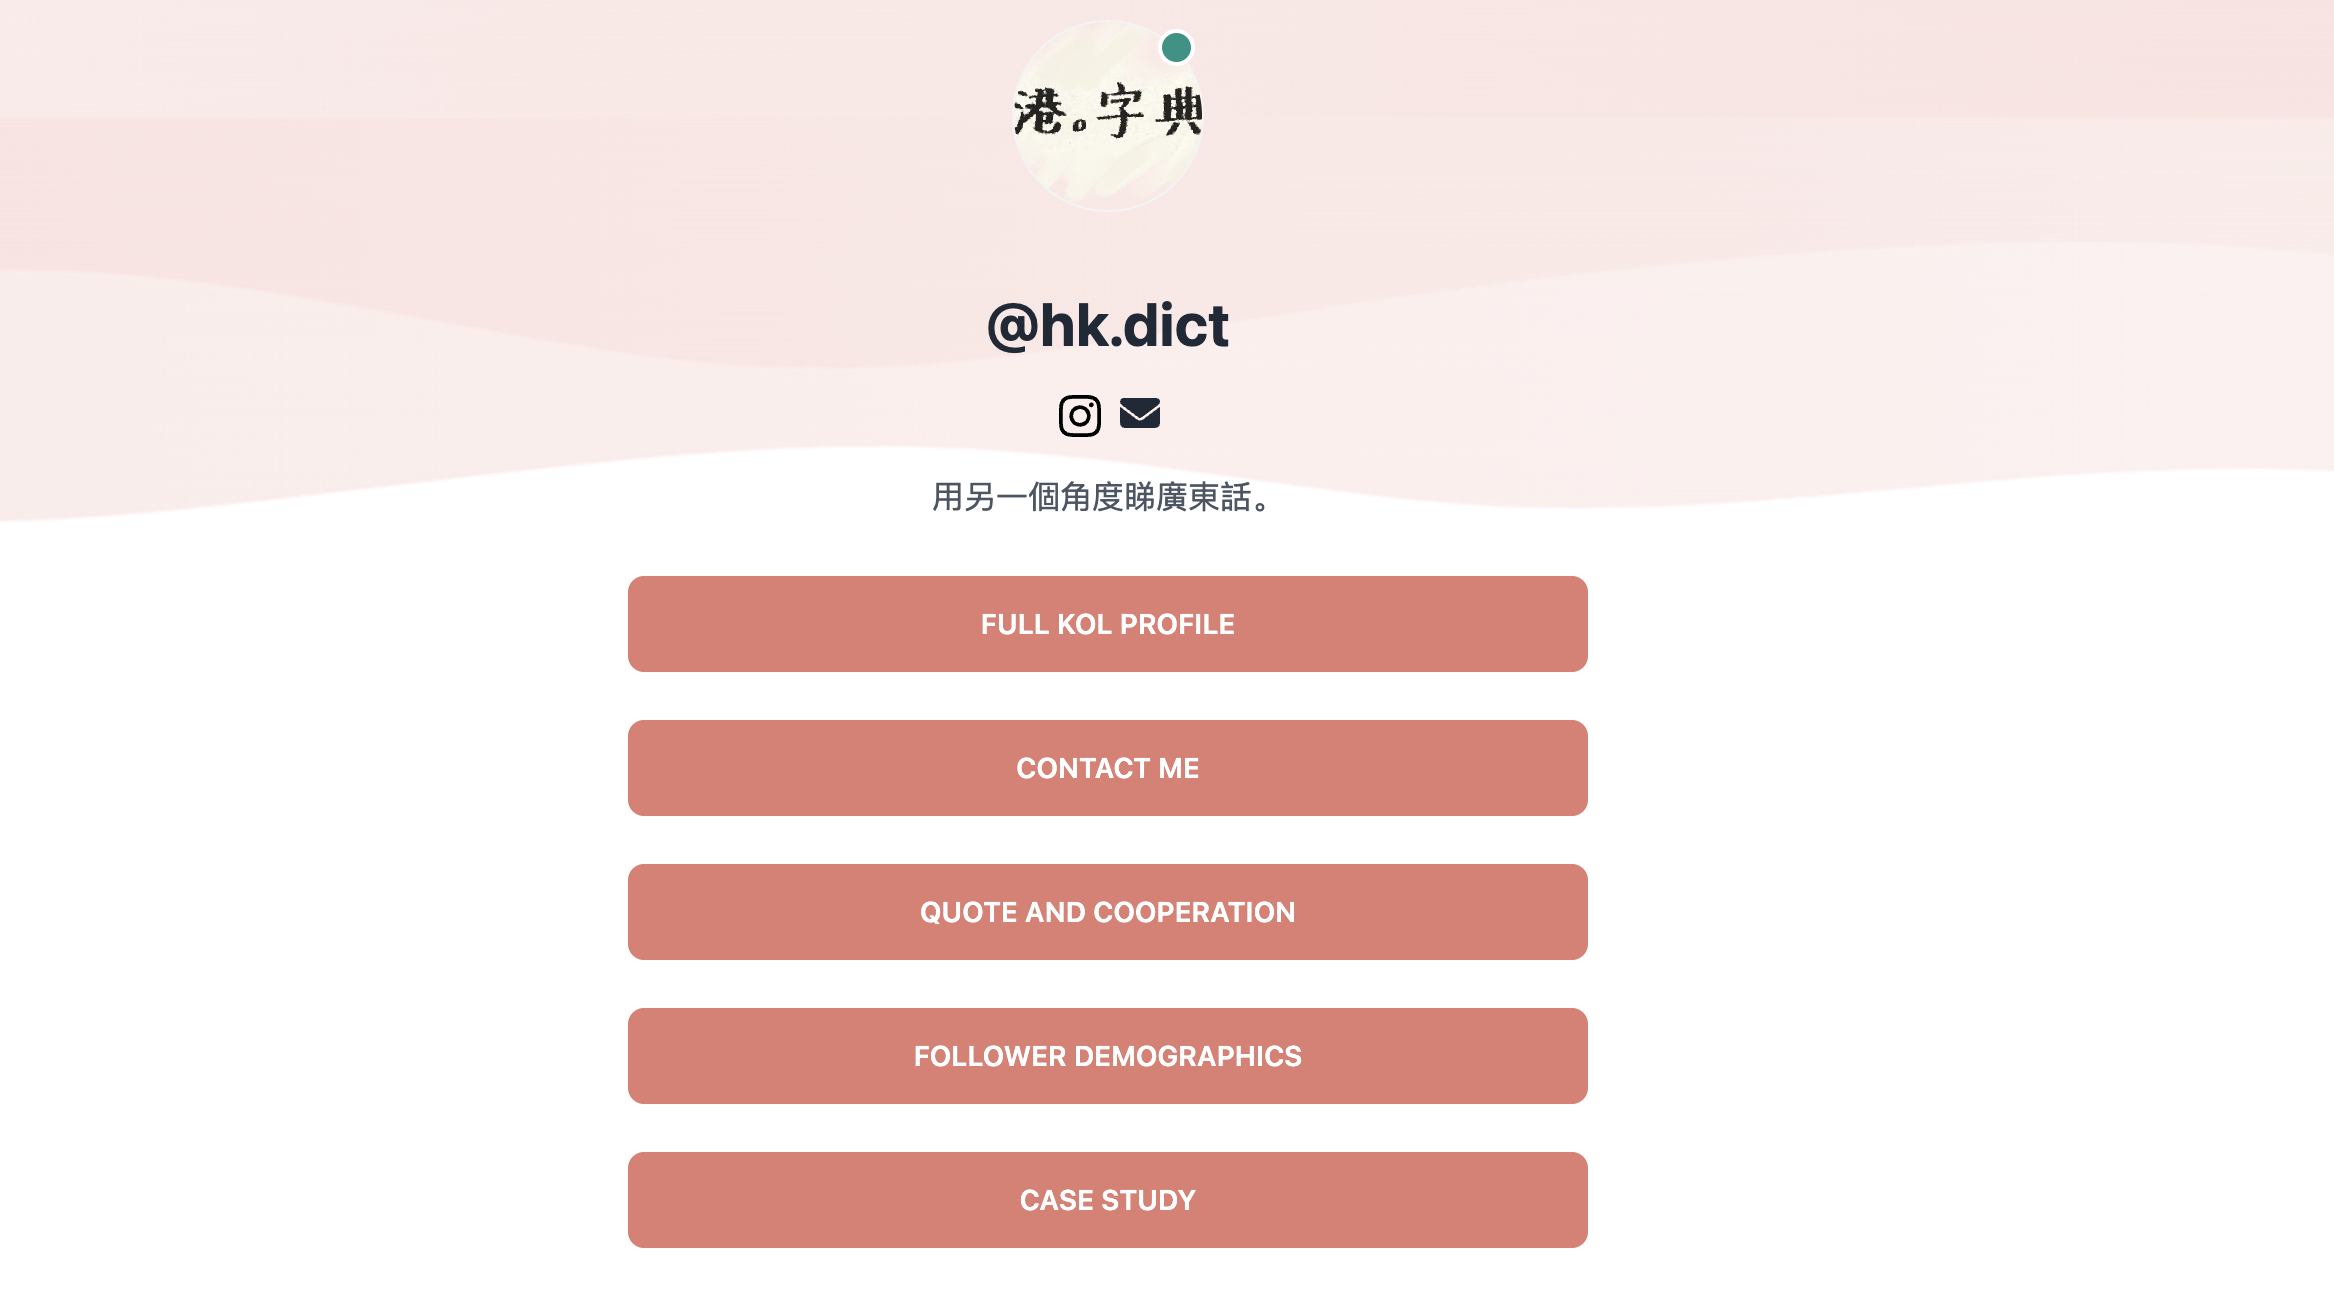 港。字典
@hk.dict
用另一個角度睇廣東話。
FULL KOL PROFILE
CONTACT ME
QUOTE AND COOPERATION
FOLLOWER DEMOGRAPHICS
CASE STUDY